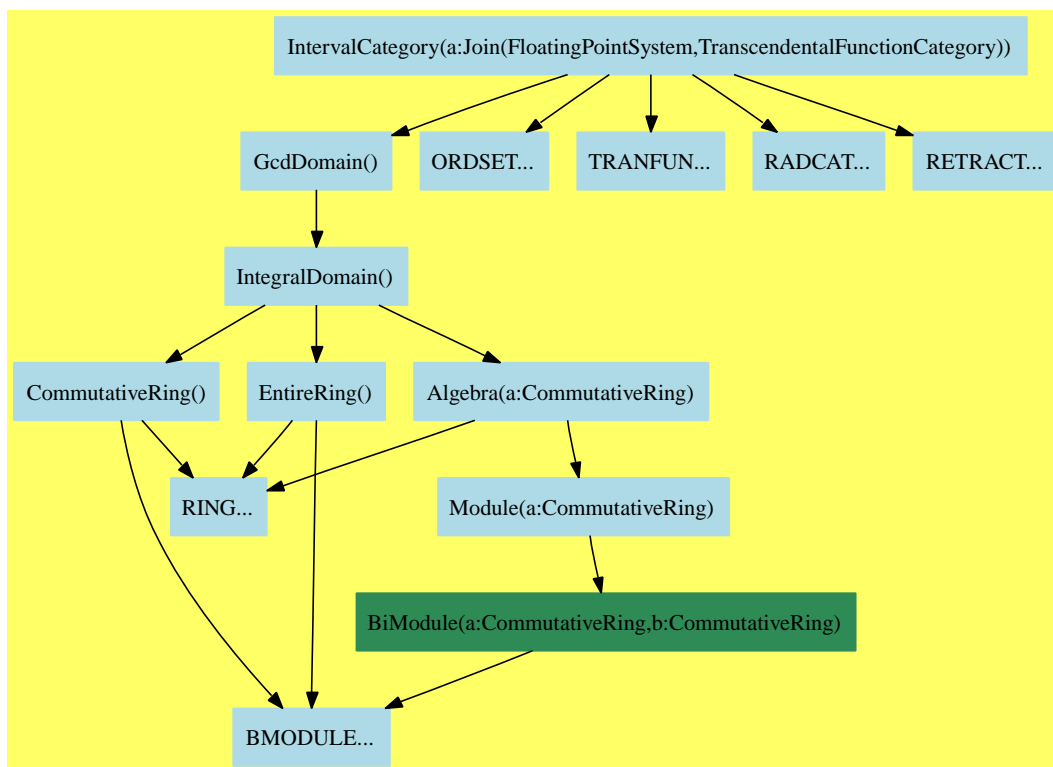 IntervalCategory(a:Join(FloatingPointSystem,TranscendentalFunctionCategory))
GcdDomain()
ORDSET...
TRANFUN...
RADCAT...
RETRACT...
IntegralDomain()
CommutativeRing()
EntireRing()
Algebra(a:CommutativeRing)
RING...
Module(a:CommutativeRing)
BiModule(a:CommutativeRing,b:CommutativeRing)
BMODULE...